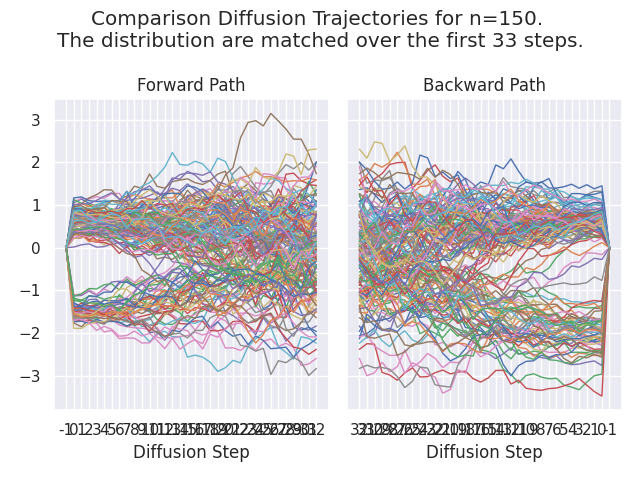 Comparison Diffusion Trajectories for n=150.
The distribution are matched over the first 33 steps.
Forward Path
Backward Path
3
2
1
0
−1
−2
−3
Diffusion Step
Diffusion Step